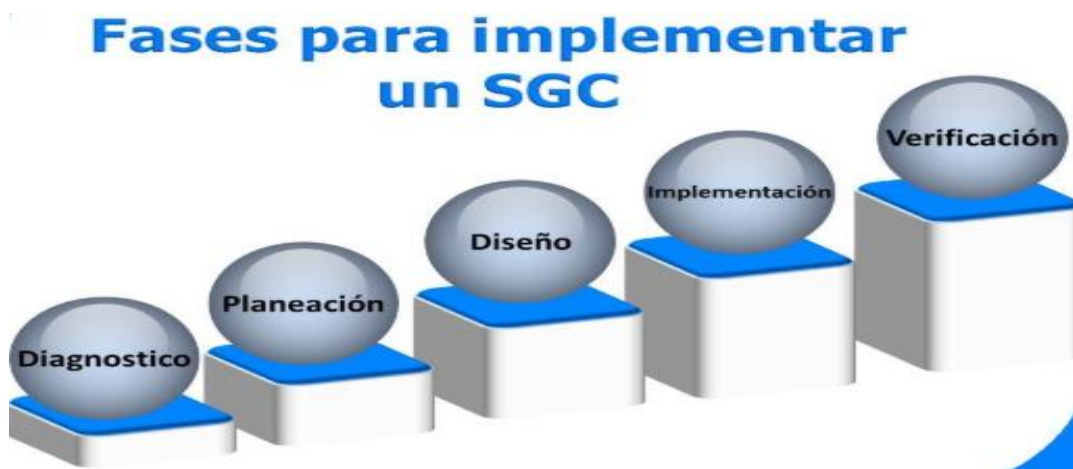 Fases para implementar
un SGC
Diagnostico
Planeación
Diseño
Implementación
Verificación